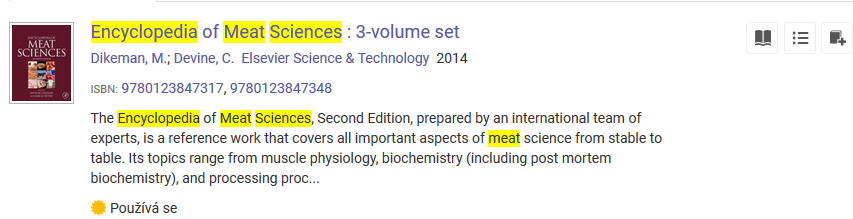 Encyclopedia of Meat Sciences : 3-volume set
MEAT
SCIENCES
Dikeman, M.; Devine, C. Elsevier Science & Technology 2014
ISBN: 9780123847317, 9780123847348
The Encyclopedia of Meat Sciences, Second Edition, prepared by an international team of
experts, is a reference work that covers all important aspects of meat science from stable to
table. Its topics range from muscle physiology, biochemistry (including post mortem
biochemistry), and processing proc...
Používá se